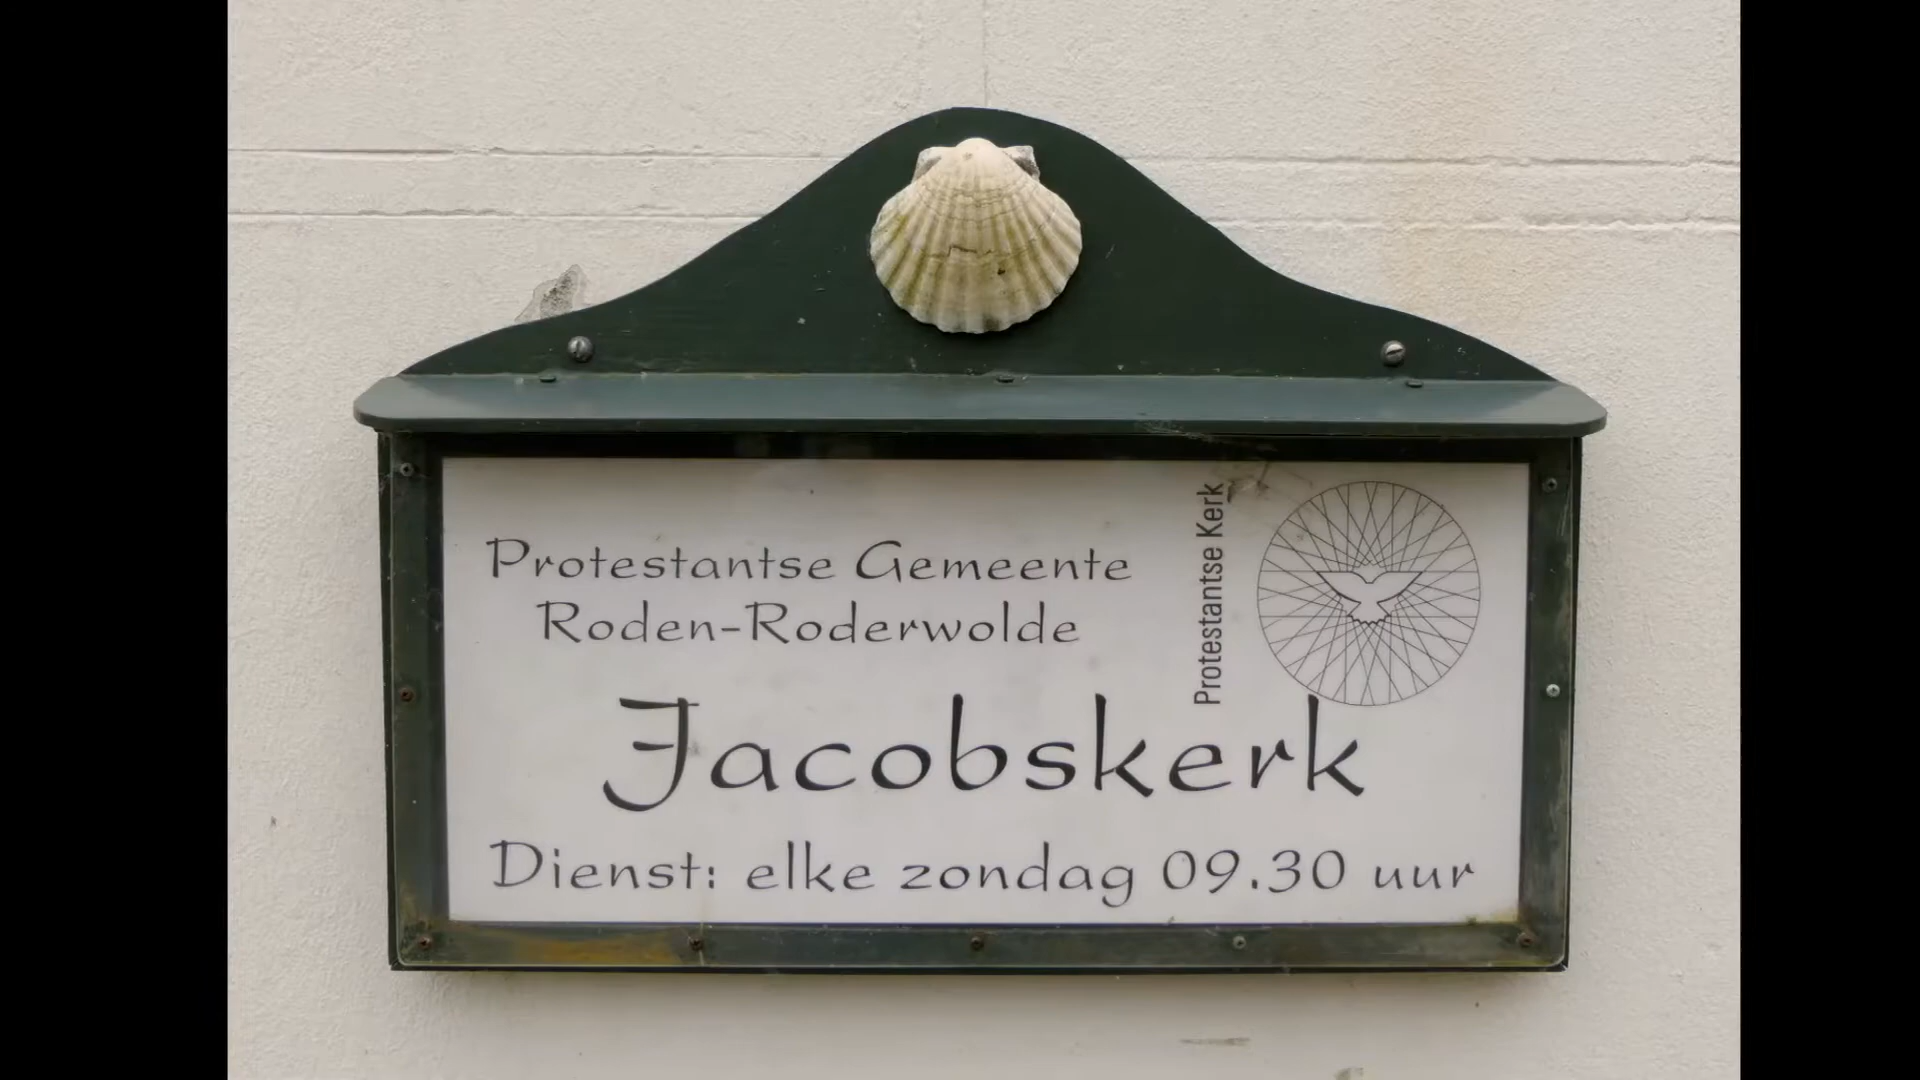 Protestantse Gemeente
Roden-Roderwolde
Protestantse Kerk
Jacobskerk
Dienst: elke zondag 09.30 uur